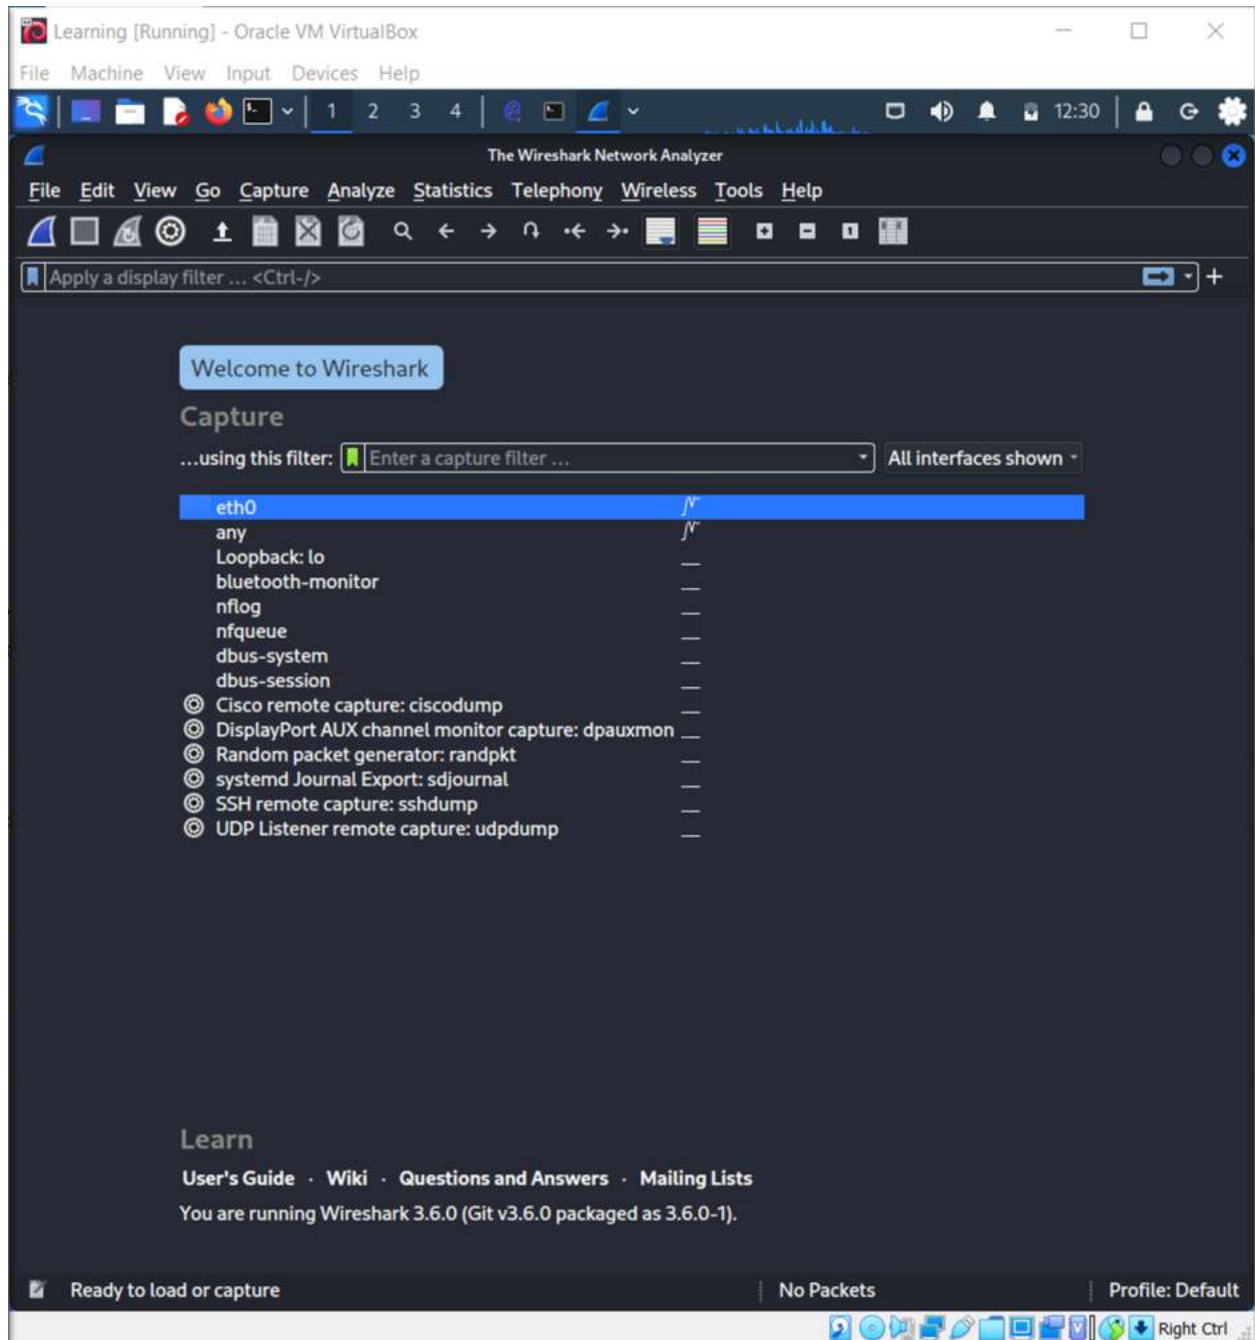 Learning [Running] - Oracle VM VirtualBox
File Machine View Input Devices Help
1 2 3 4 12:30
The Wireshark Network Analyzer
File Edit View Go Capture Analyze Statistics Telephony Wireless Tools Help
Apply a display filter ... <Ctrl-/>
Welcome to Wireshark
Capture
...using this filter: Enter a capture filter ... All interfaces shown
eth0
any
Loopback: lo
bluetooth-monitor
nflog
nfqueue
dbus-system
dbus-session
Cisco remote capture: ciscodump
DisplayPort AUX channel monitor capture: dpauxmon
Random packet generator: randpkt
systemd Journal Export: sdjournal
SSH remote capture: sshdump
UDP Listener remote capture: udpdump
Learn
User's Guide · Wiki · Questions and Answers · Mailing Lists
You are running Wireshark 3.6.0 (Git v3.6.0 packaged as 3.6.0-1).
Ready to load or capture No Packets Profile: Default
Right Ctrl